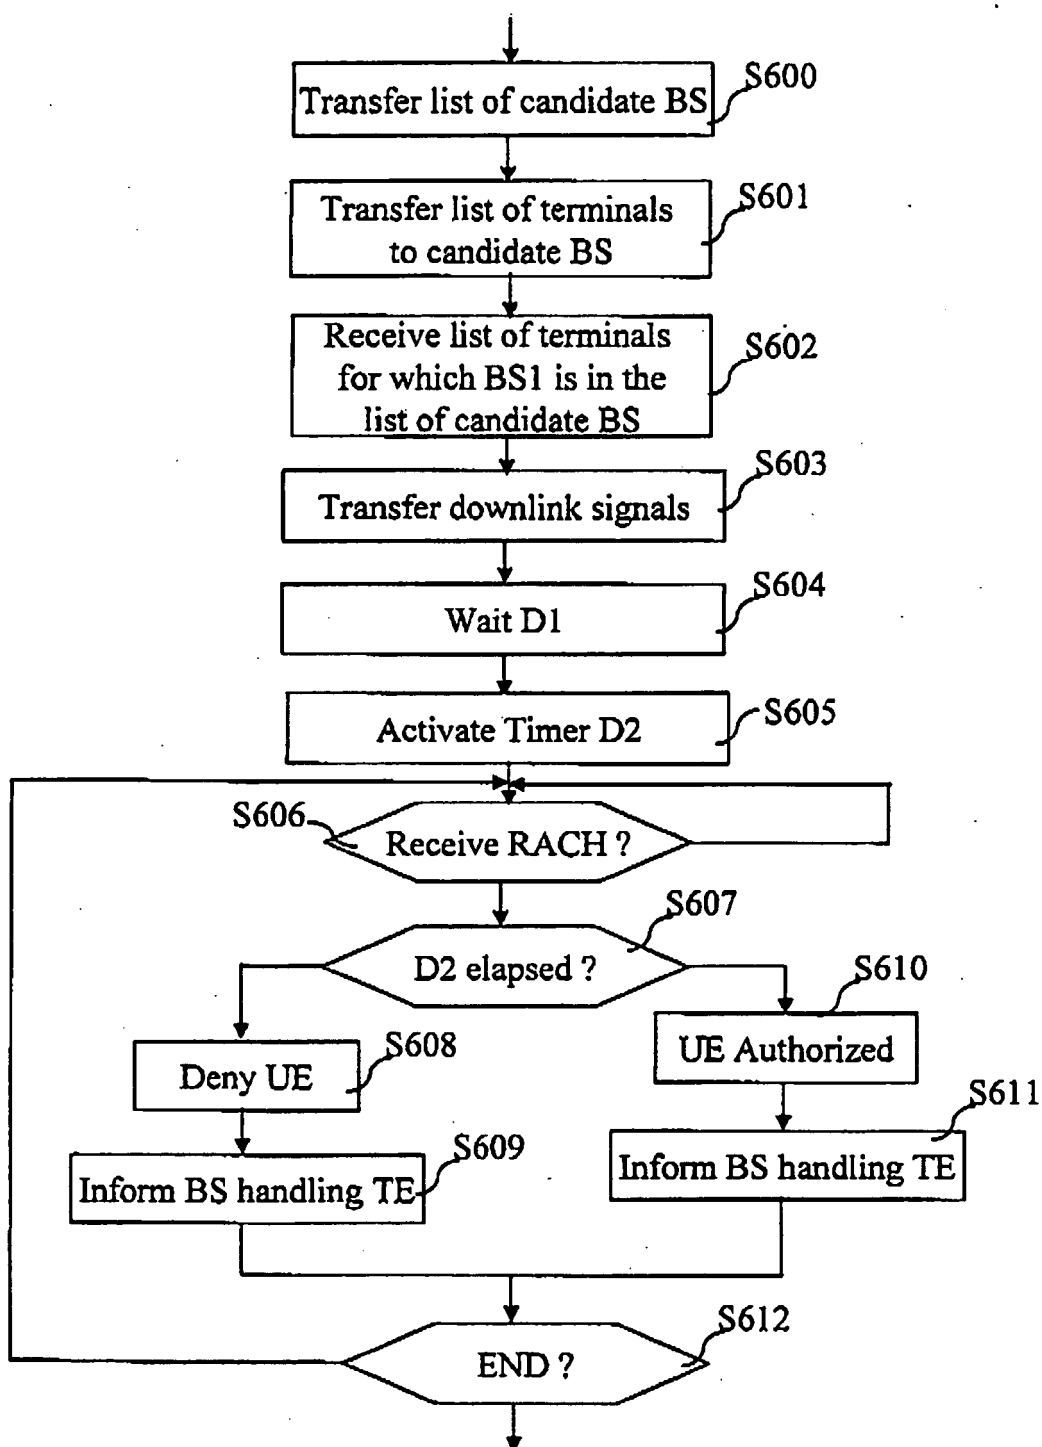 Transfer list of candidate BS
S600
Transfer list of terminals
to candidate BS
S601
Receive list of terminals
for which BS1 is in the
list of candidate BS
S602
Transfer downlink signals
S603
Wait D1
S604
Activate Timer D2
S605
S606
Receive RACH ?
S607
D2 elapsed ?
S610
UE Authorized
S608
Deny UE
S611
Inform BS handling TE
S609
Inform BS handling TE
S612
END ?